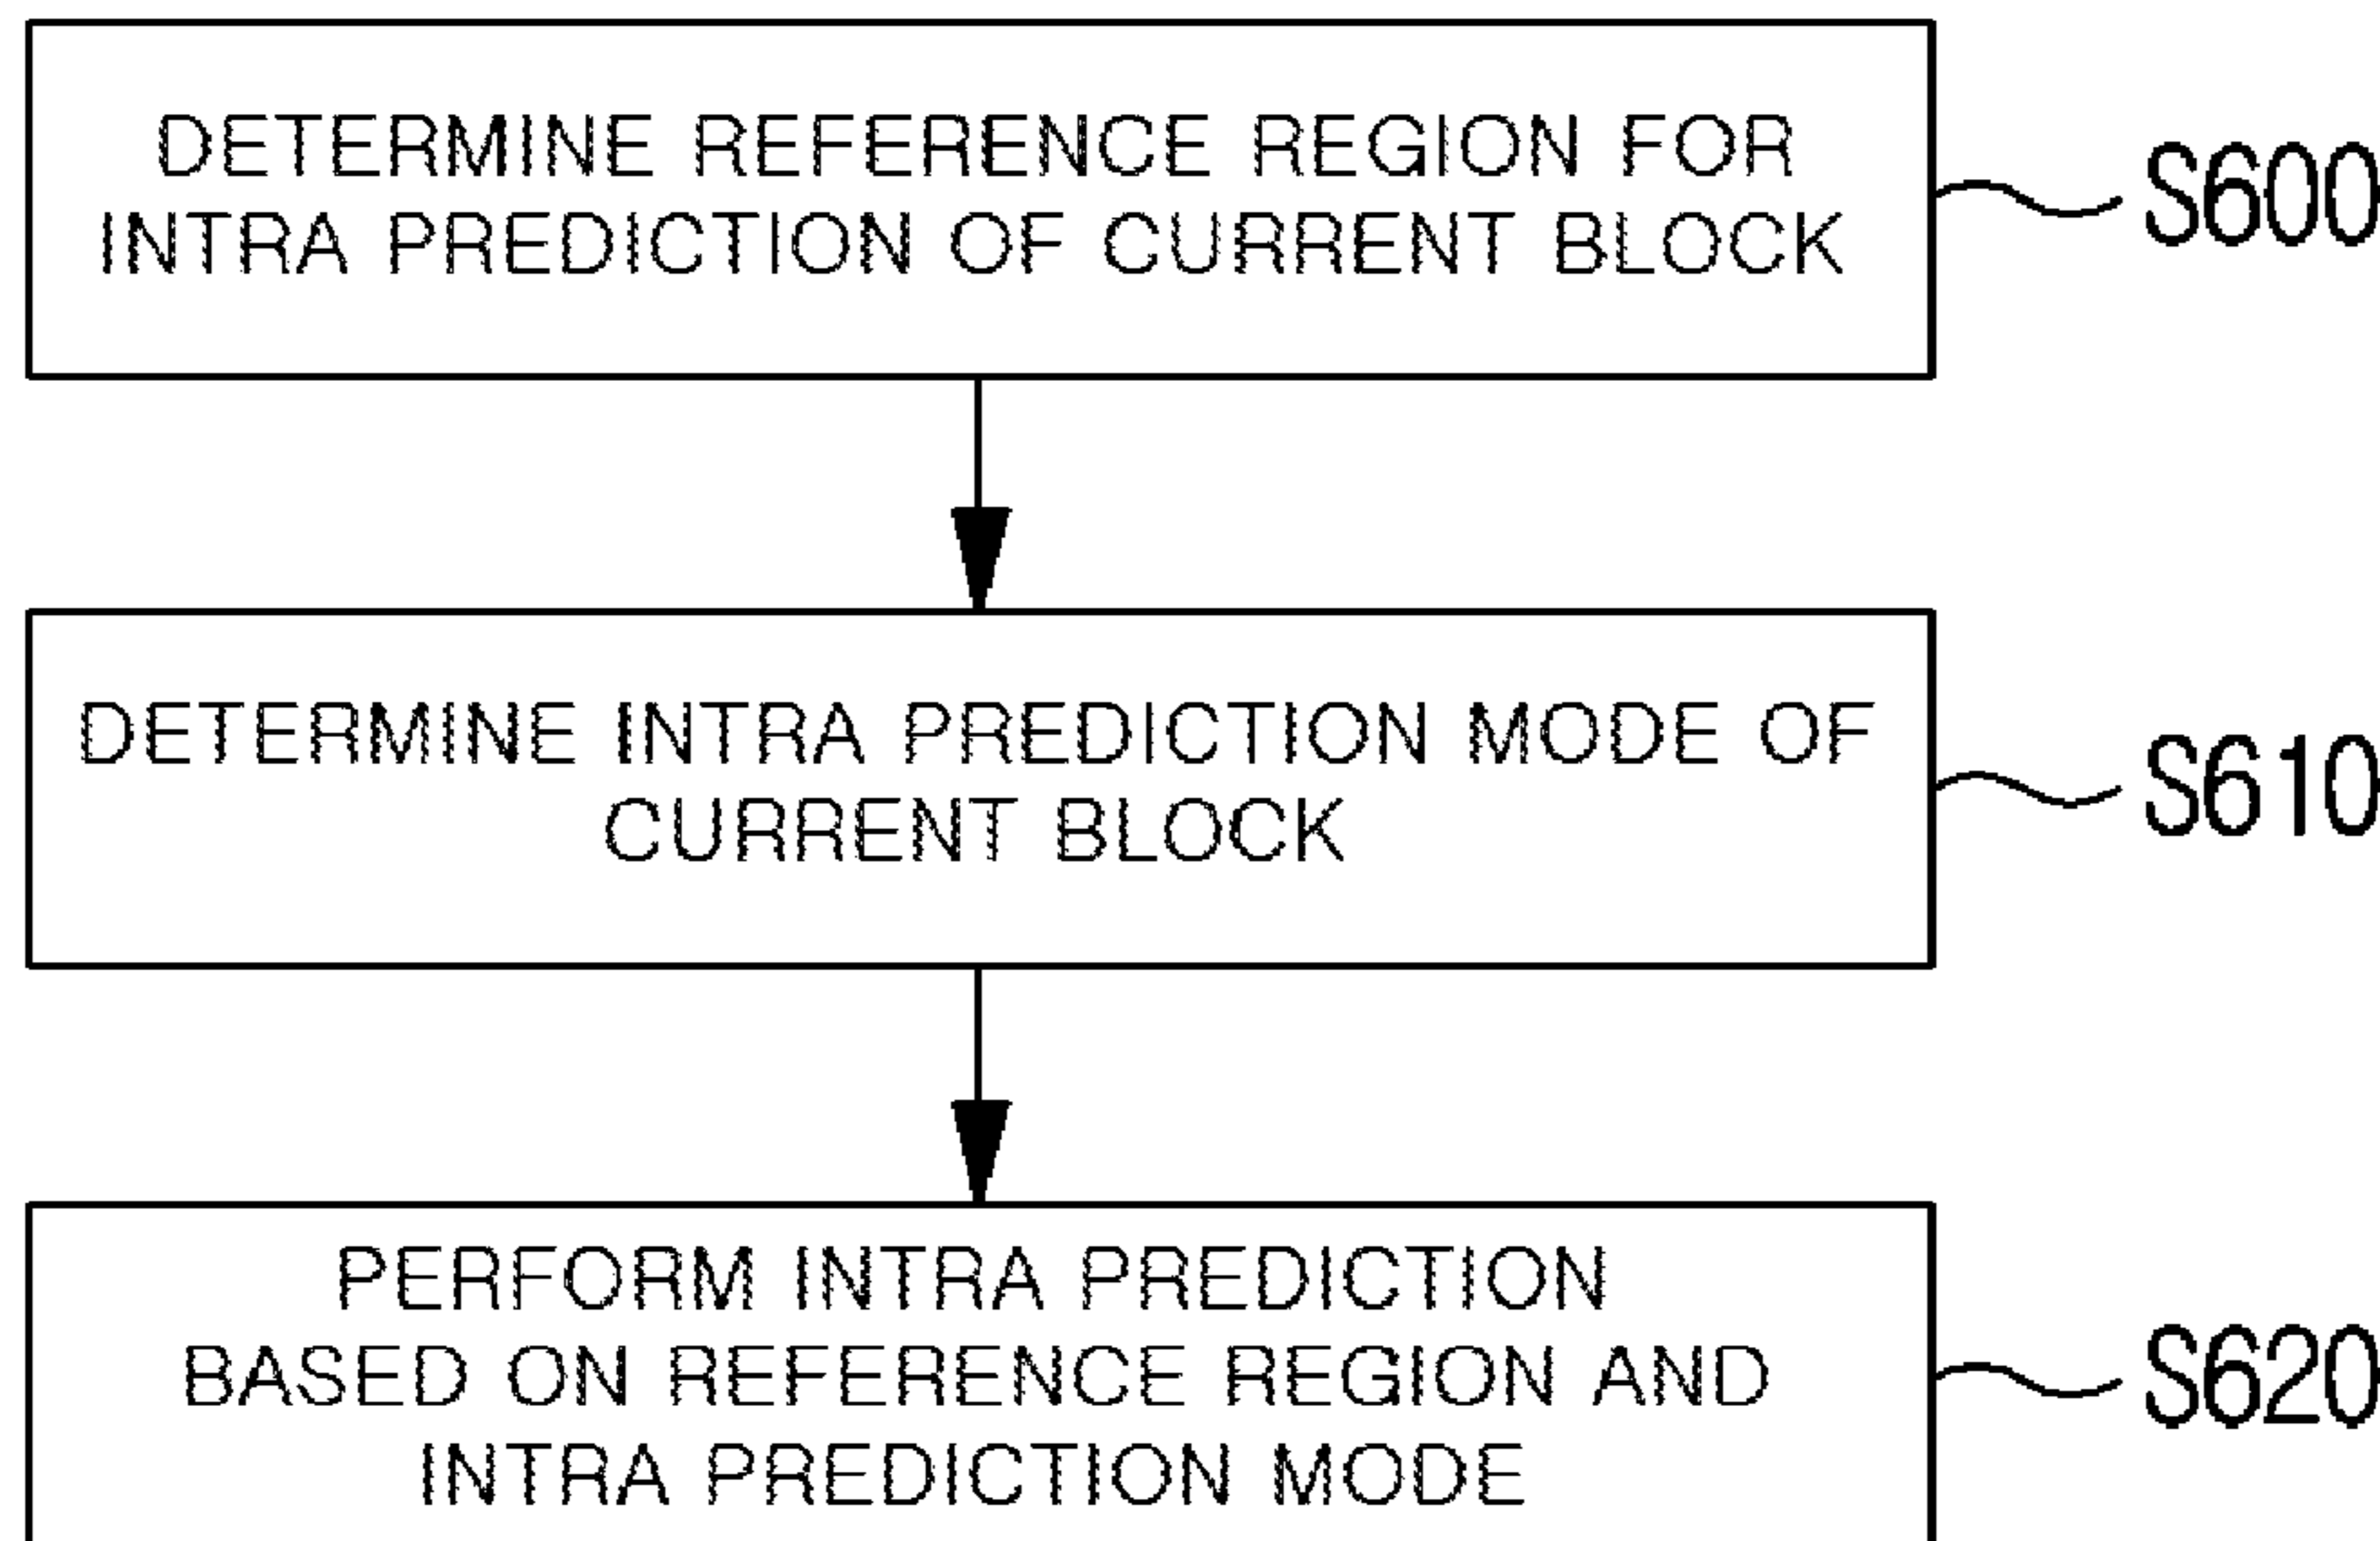 DETERMINE REFERENCE REGION FOR
INTRA PREDICTION OF CURRENT BLOCK
S600
DETERMINE INTRA PREDICTION MODE OF
CURRENT BLOCK
S610
PERFORM INTRA PREDICTION
BASED ON REFERENCE REGION AND
INTRA PREDICTION MODE
S620